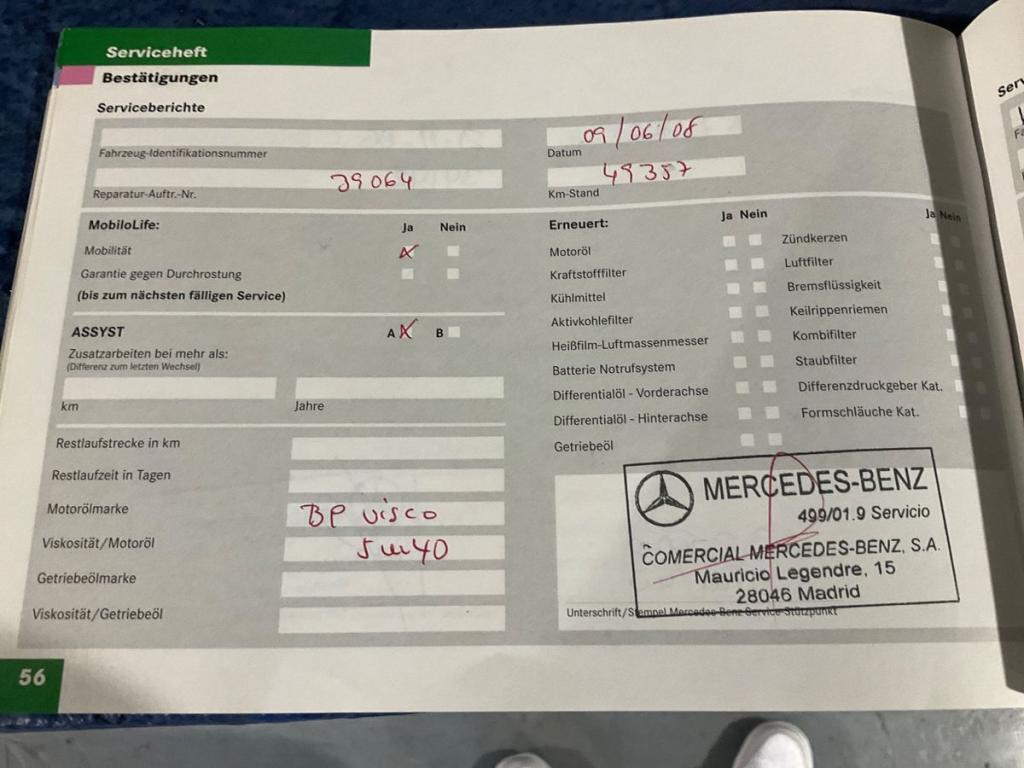 Serviceheft
Bestätigungen
Serviceberichte
Fahrzeug-Identifikationsnummer
39064
Reparatur-Auftr.-Nr.
09/06/08
Datum
49357
Km-Stand
MobiloLife: Ja Nein
Mobilität X
Garantie gegen Durchrostung
(bis zum nächsten fälligen Service)
ASSYST A X B
Zusatzarbeiten bei mehr als:
(Differenz zum letzten Wechsel)
km Jahre
Restlaufstrecke in km
Restlaufzeit in Tagen
Motorölmarke BP visco
Viskosität/Motoröl 5w40
Getriebeölmarke
Viskosität/Getriebeöl
Erneuert: Ja Nein Ja Nein
Motoröl Zündkerzen
Kraftstofffilter Luftfilter
Kühlmittel Bremsflüssigkeit
Aktivkohlefilter Keilrippenriemen
Heißfilm-Luftmassenmesser Kombifilter
Batterie Notrufsystem Staubfilter
Differentialöl - Vorderachse Differenzdruckgeber Kat.
Differentialöl - Hinterachse Formschläuche Kat.
Getriebeöl
MERCEDES-BENZ
499/01.9 Servicio
COMERCIAL MERCEDES-BENZ, S.A.
Mauricio Legendre, 15
28046 Madrid
Unterschrift/Stempel Mercedes-Benz Service-Stützpunkt
56